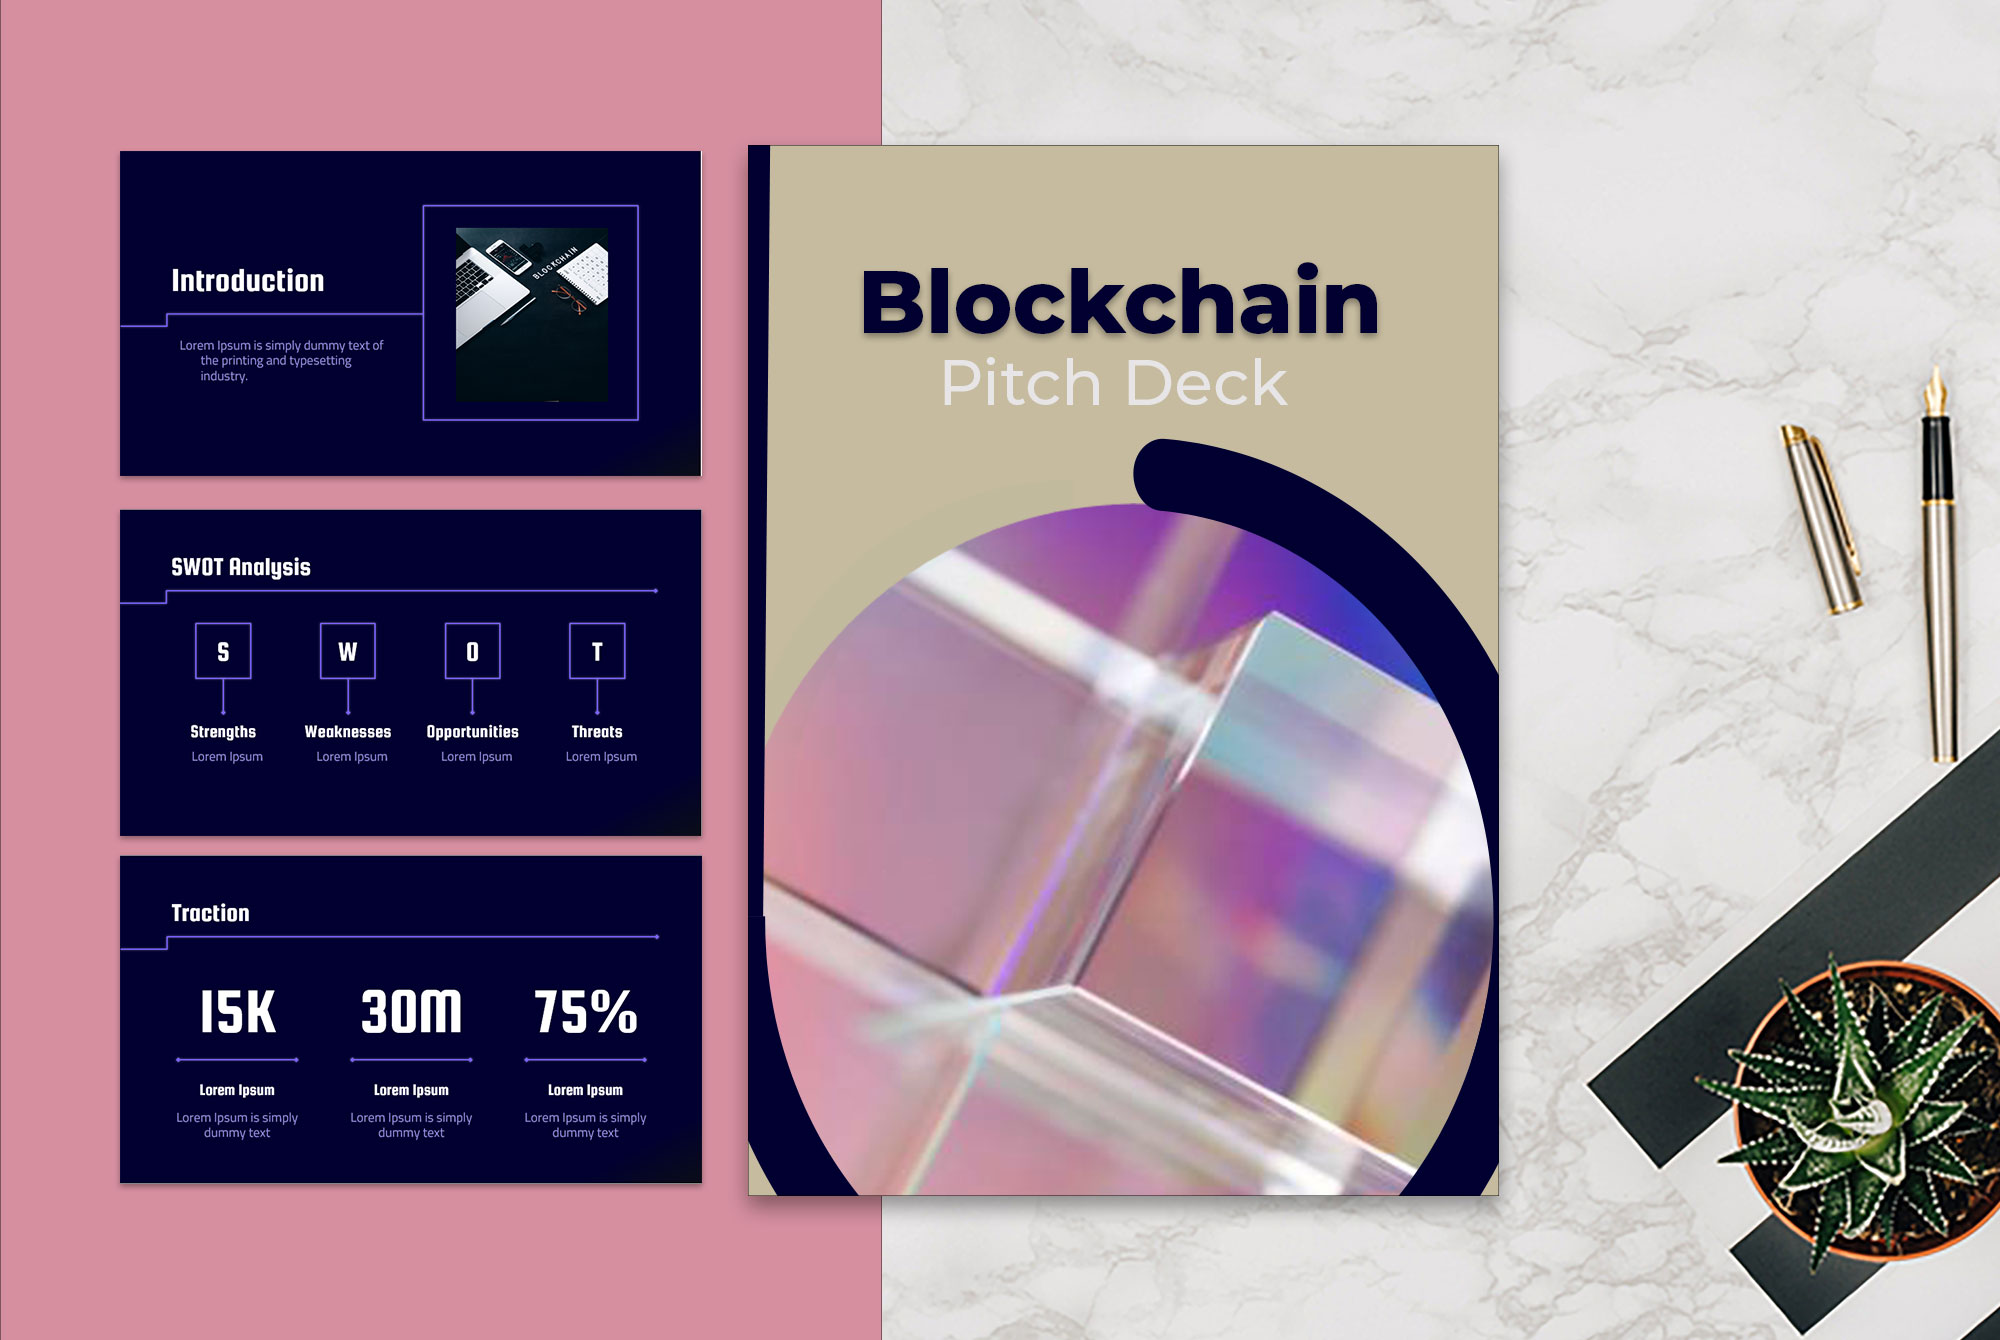 Introduction
Lorem Ipsum is simply dummy text of
the printing and typesetting
industry.
BLOCKCHAIN
SWOT Analysis
S
W
O
T
Strengths
Weaknesses
Opportunities
Threats
Lorem Ipsum
Lorem Ipsum
Lorem Ipsum
Lorem Ipsum
Traction
15K
30M
75%
Lorem Ipsum
Lorem Ipsum
Lorem Ipsum
Lorem Ipsum is simply
dummy text
Lorem Ipsum is simply
dummy text
Lorem Ipsum is simply
dummy text
Blockchain
Pitch Deck